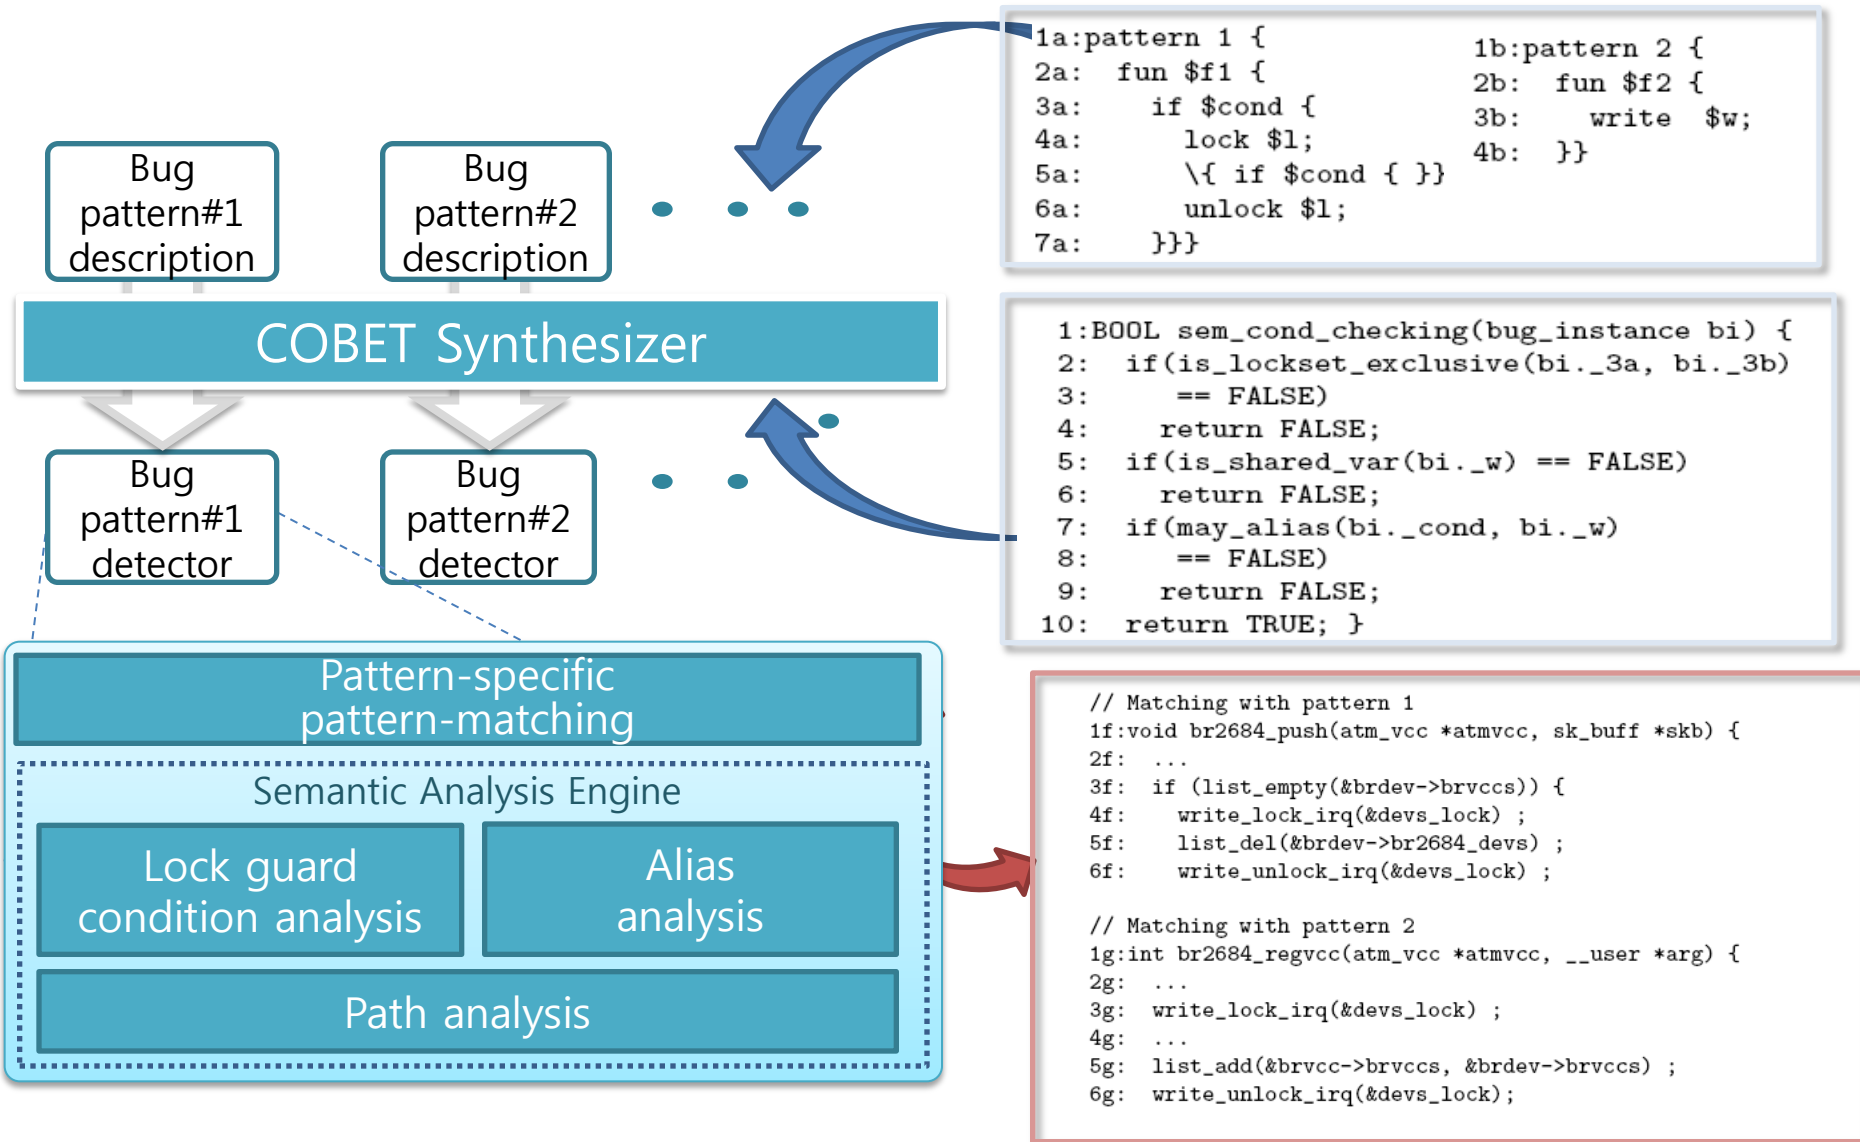 Bug
pattern#1
description
Bug
pattern#2
description
COBET Synthesizer
Bug
pattern#1
detector
Bug
pattern#2
detector
Pattern-specific
pattern-matching
Semantic Analysis Engine
Lock guard
condition analysis
Alias
analysis
Path analysis
1a:pattern 1 {
2a:  fun $f1 {
3a:    if $cond {
4a:      lock $l;
5a:      \{ if $cond { }}
6a:      unlock $l;
7a:    }}}
1b:pattern 2 {
2b:  fun $f2 {
3b:    write  $w;
4b:  }}
1:BOOL sem_cond_checking(bug_instance bi) {
2:  if(is_lockset_exclusive(bi._3a, bi._3b)
3:     == FALSE)
4:    return FALSE;
5:  if(is_shared_var(bi._w) == FALSE)
6:    return FALSE;
7:  if(may_alias(bi._cond, bi._w)
8:     == FALSE)
9:    return FALSE;
10:  return TRUE; }
// Matching with pattern 1
1f:void br2684_push(atm_vcc *atmvcc, sk_buff *skb) {
2f:  ...
3f:  if (list_empty(&brdev->brvccs)) {
4f:    write_lock_irq(&devs_lock) ;
5f:    list_del(&brdev->br2684_devs) ;
6f:    write_unlock_irq(&devs_lock) ;
// Matching with pattern 2
1g:int br2684_regvcc(atm_vcc *atmvcc, __user *arg) {
2g:  ...
3g:  write_lock_irq(&devs_lock) ;
4g:  ...
5g:  list_add(&brvcc->brvccs, &brdev->brvccs) ;
6g:  write_unlock_irq(&devs_lock);